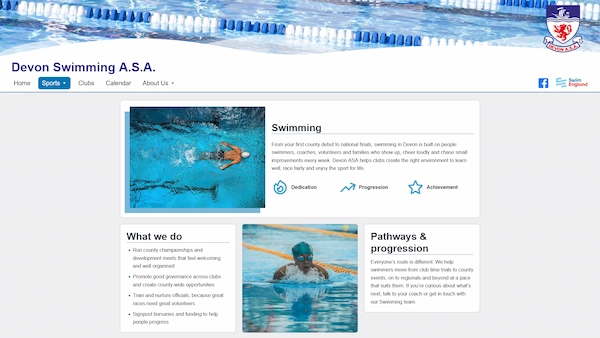 DEVON A.S.A.
Devon Swimming A.S.A.
Home Sports Clubs Calendar About Us
Swim
England
Swimming
From your first county debut to national finals, swimming in Devon is built on people
swimmers, coaches, volunteers and families who show up, cheer loudly and chase small
improvements every week. Devon ASA helps clubs create the right environment to learn
well, race fairly and enjoy the sport for life.
Dedication Progression Achievement
What we do
• Run county championships and
development meets that feel welcoming
and well organised
• Promote good governance across clubs
and create county-wide opportunities
• Train and nurture officials, because great
races need great volunteers
• Signpost bursaries and funding to help
people progress
Pathways &
progression
Everyone's route is different. We help
swimmers move from club time trials to county
events, on to regionals and beyond at a pace
that suits them. If you're curious about what's
next, talk to your coach or get in touch with
our Swimming team.